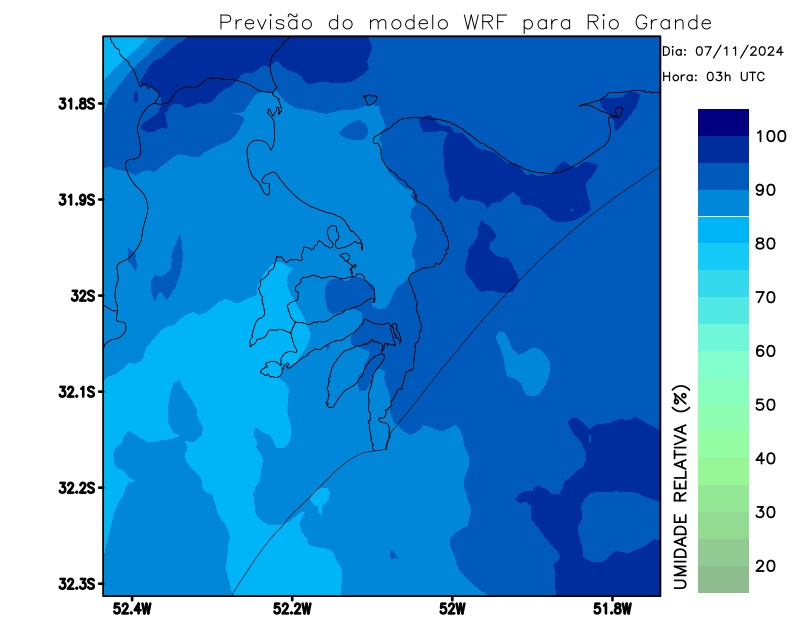 Previsão do modelo WRF para Rio Grande
Dia: 07/11/2024
Hora: 03h UTC
31.8S
31.9S
32S
32.1S
32.2S
32.3S
52.4W
52.2W
52W
51.8W
100
90
80
70
60
50
40
30
20
UMIDADE RELATIVA (%)